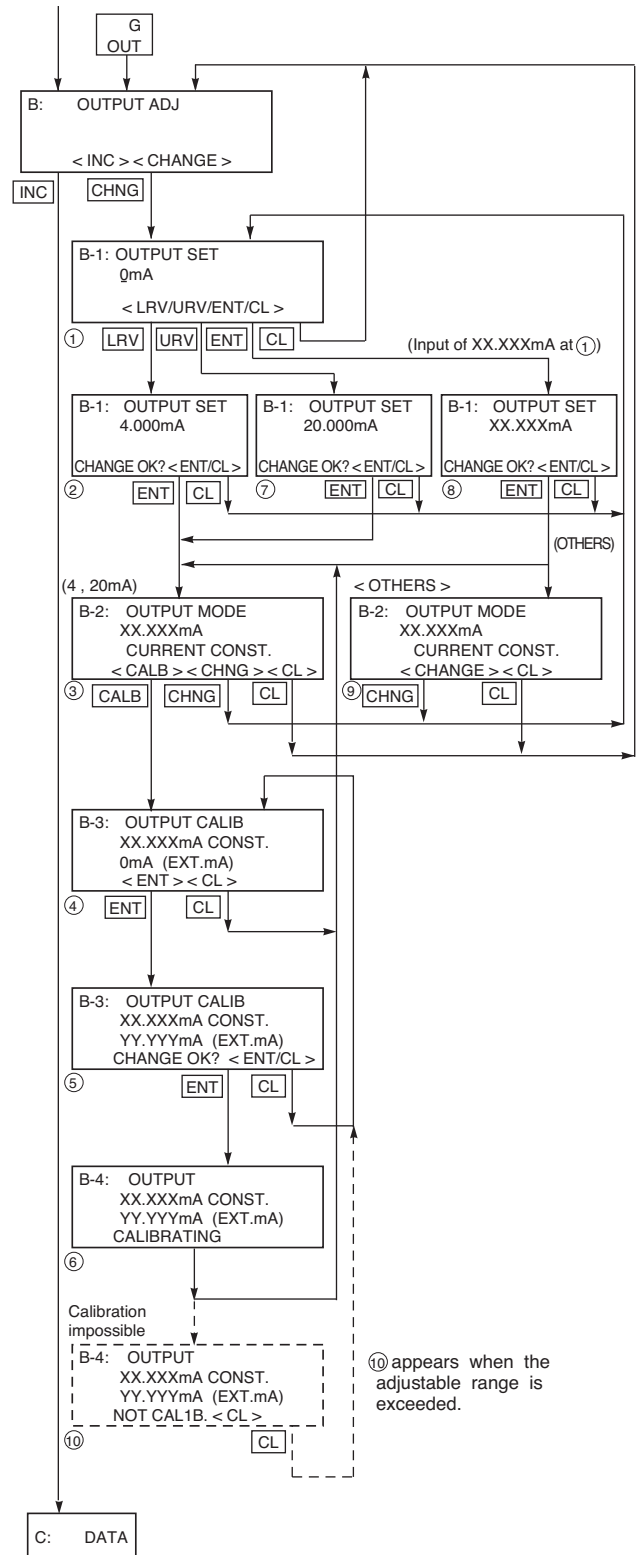 G
OUT
B: OUTPUT ADJ
< INC > < CHANGE >
INC
CHNG
B-1: OUTPUT SET
0mA
< LRV/URV/ENT/CL >
①
LRV
URV
ENT
CL
(Input of XX.XXXmA at ①)
B-1: OUTPUT SET
4.000mA
CHANGE OK? < ENT/CL >
②
ENT
CL
B-1: OUTPUT SET
20.000mA
CHANGE OK? < ENT/CL >
⑦
ENT
CL
B-1: OUTPUT SET
XX.XXXmA
CHANGE OK? < ENT/CL >
⑧
ENT
CL
(OTHERS)
(4 , 20mA)
B-2: OUTPUT MODE
XX.XXXmA
CURRENT CONST.
< CALB > < CHNG > < CL >
③
CALB
CHNG
CL
< OTHERS >
B-2: OUTPUT MODE
XX.XXXmA
CURRENT CONST.
< CHANGE > < CL >
⑨
CHNG
CL
B-3: OUTPUT CALIB
XX.XXXmA CONST.
0mA (EXT.mA)
< ENT > < CL >
④
ENT
CL
B-3: OUTPUT CALIB
XX.XXXmA CONST.
YY.YYYmA (EXT.mA)
CHANGE OK? < ENT/CL >
⑤
ENT
CL
B-4: OUTPUT
XX.XXXmA CONST.
YY.YYYmA (EXT.mA)
CALIBRATING
⑥
Calibration
impossible
B-4: OUTPUT
XX.XXXmA CONST.
YY.YYYmA (EXT.mA)
NOT CAL1B. < CL >
⑩
CL
⑩ appears when the
adjustable range is
exceeded.
C: DATA